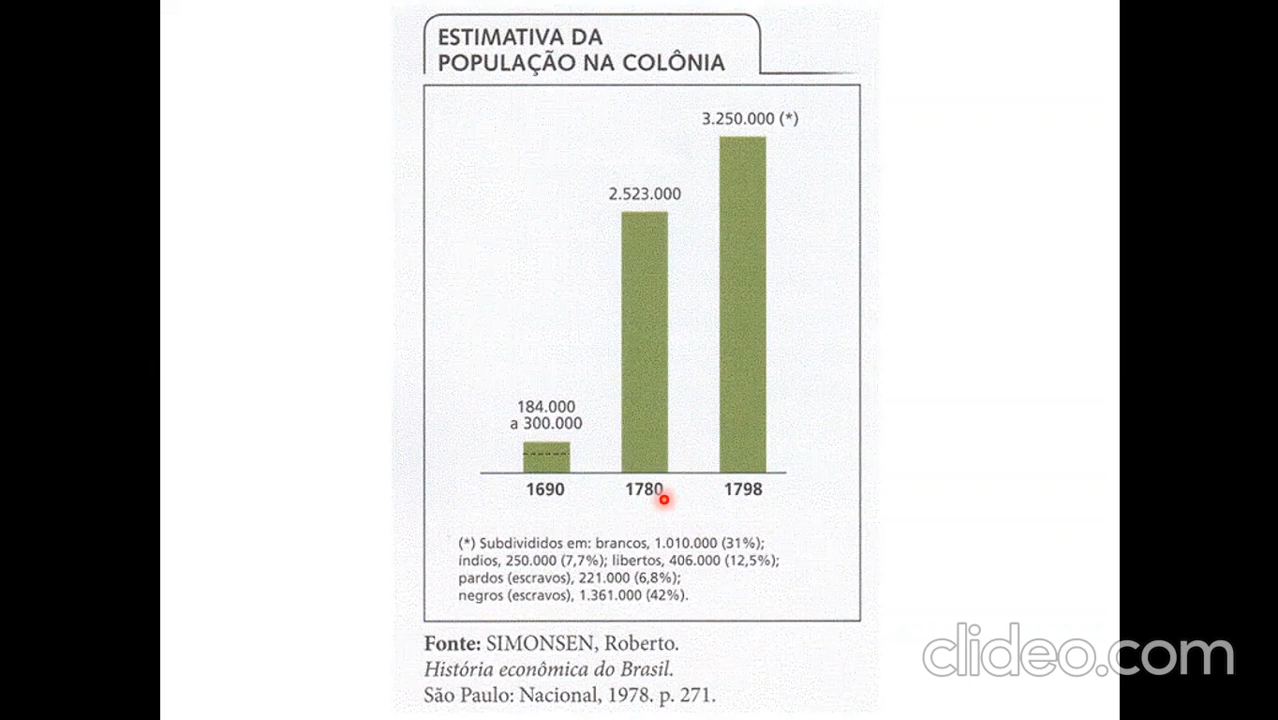 ESTIMATIVA DA
POPULAÇÃO NA COLÔNIA
3.250.000 (*)
2.523.000
184.000
a 300.000
1690
1780
1798
(*) Subdivididos em: brancos, 1.010.000 (31%);
índios, 250.000 (7,7%); libertos, 406.000 (12,5%);
pardos (escravos), 221.000 (6,8%);
negros (escravos), 1.361.000 (42%).
Fonte: SIMONSEN, Roberto.
História econômica do Brasil.
São Paulo: Nacional, 1978. p. 271.
clideo.com